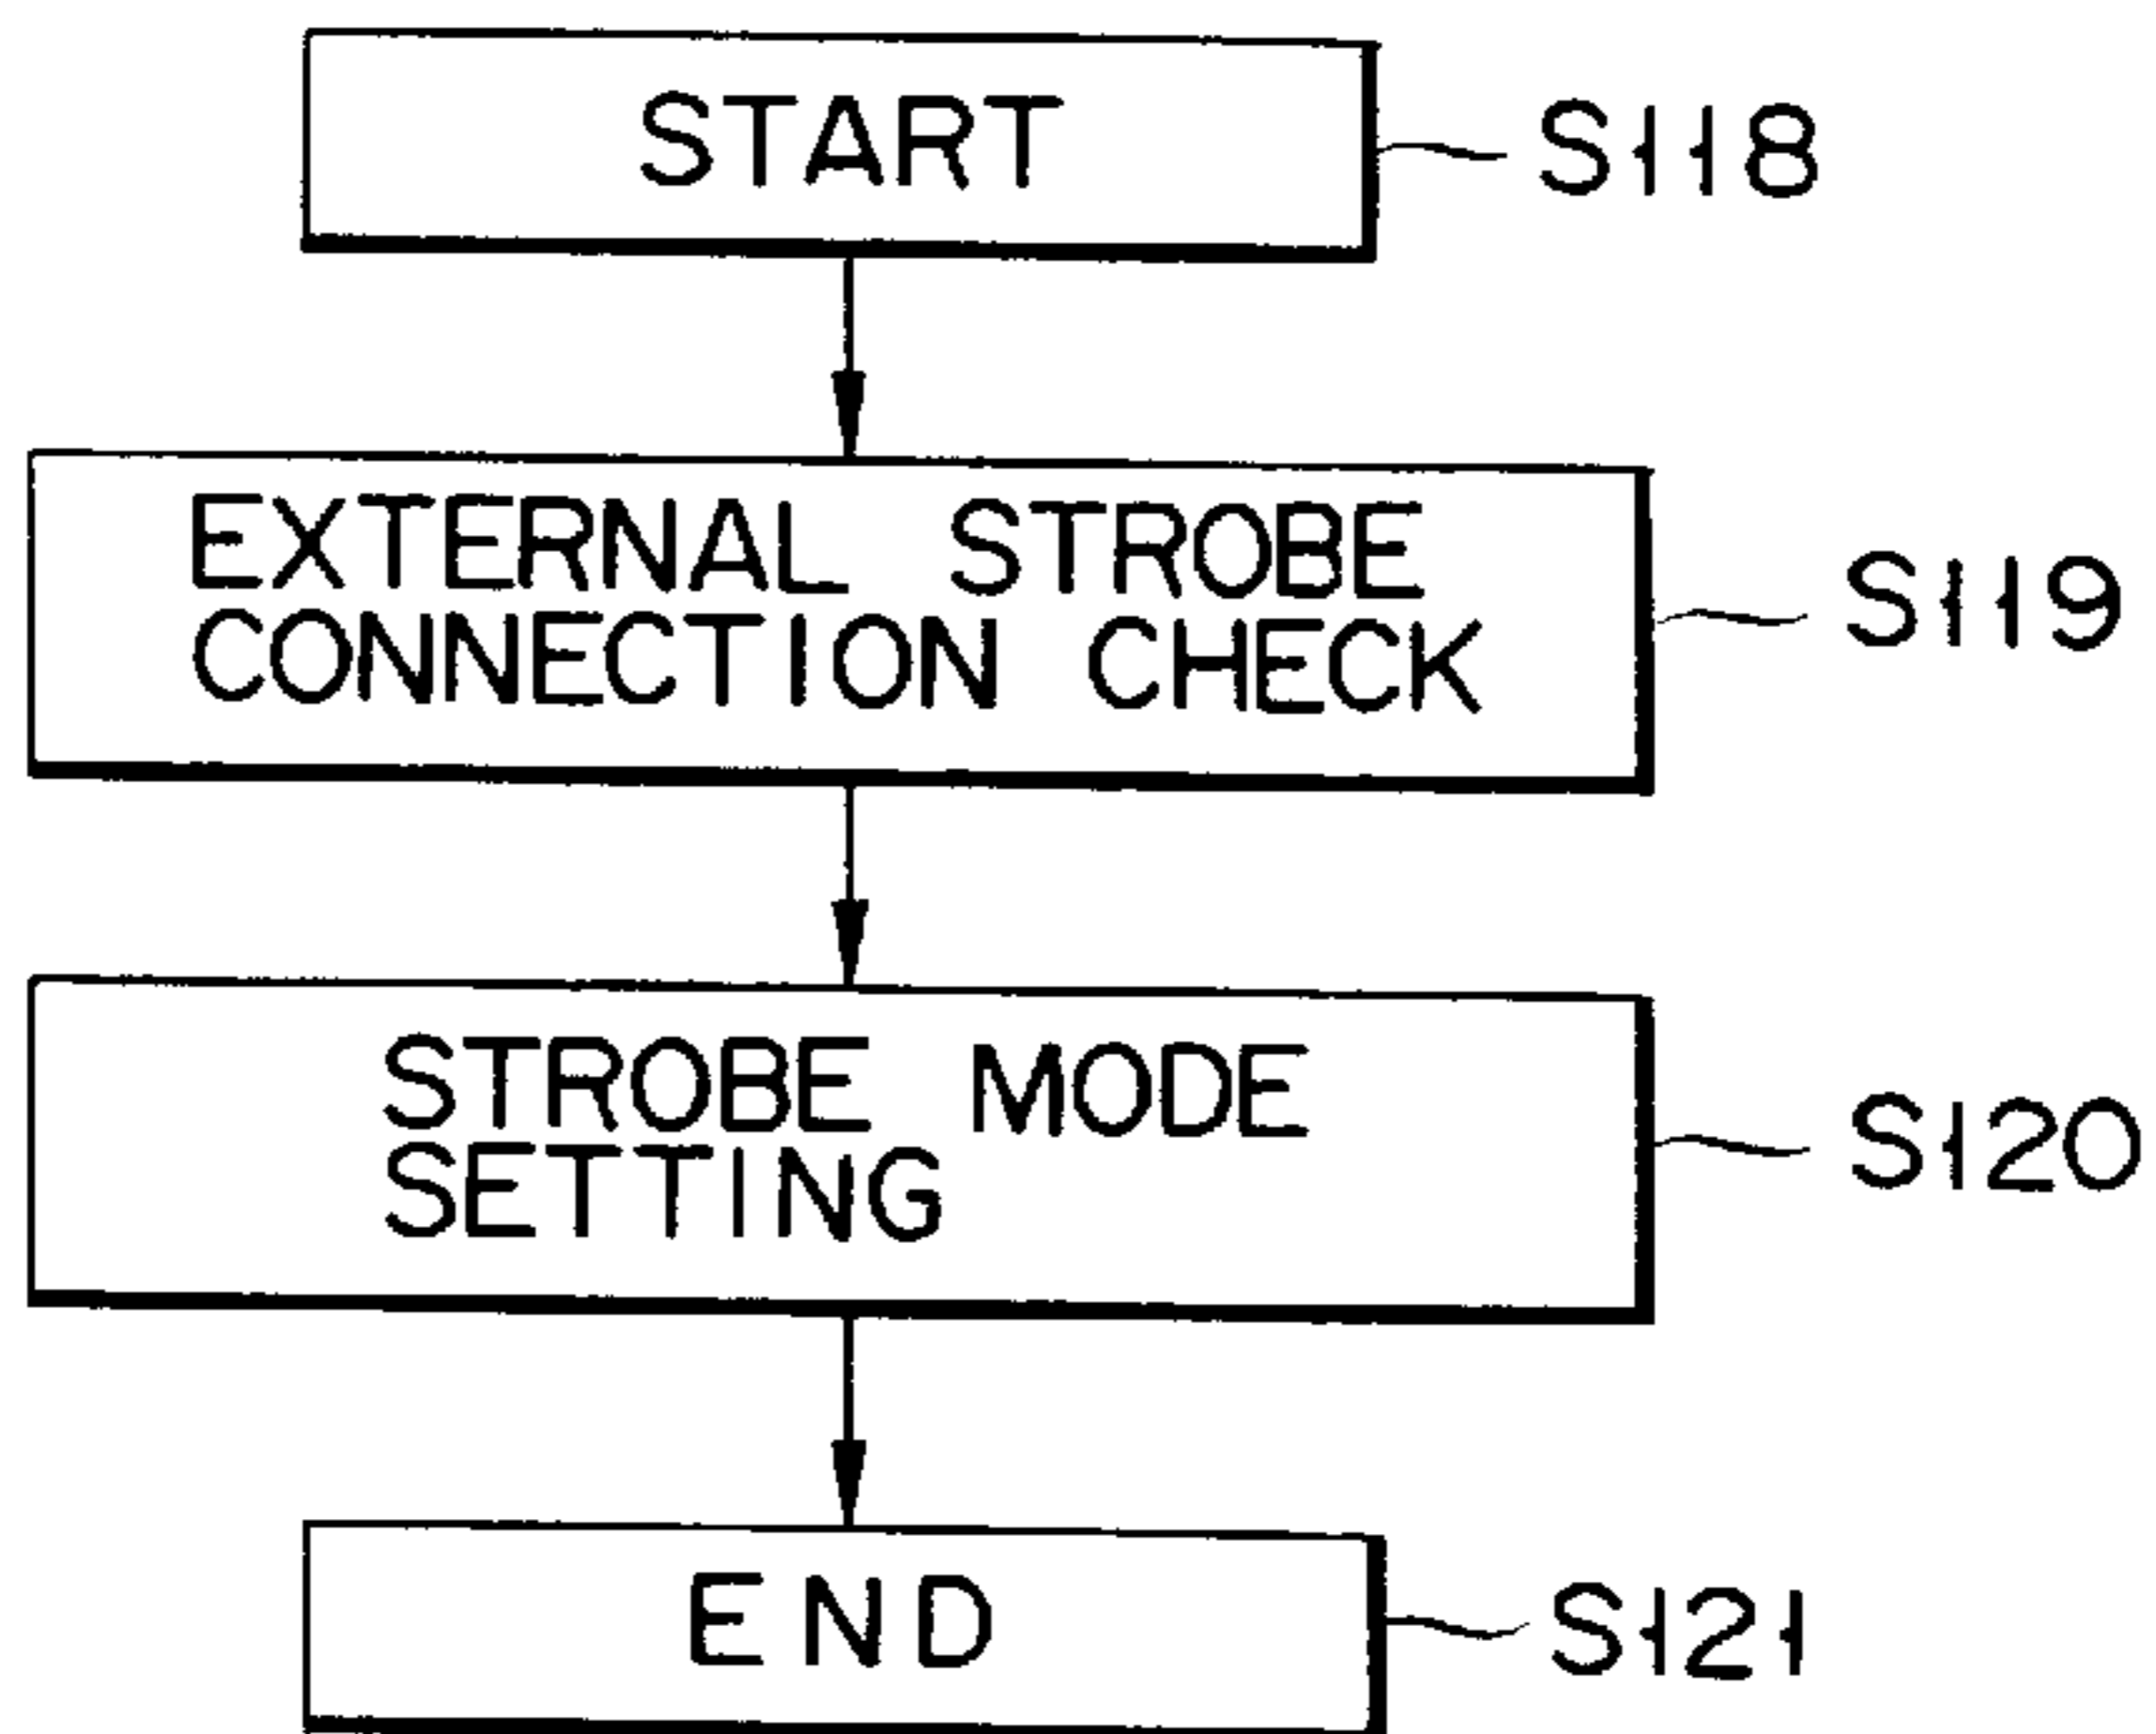 START
S118
EXTERNAL STROBE
CONNECTION CHECK
S119
STROBE MODE
SETTING
S120
END
S121